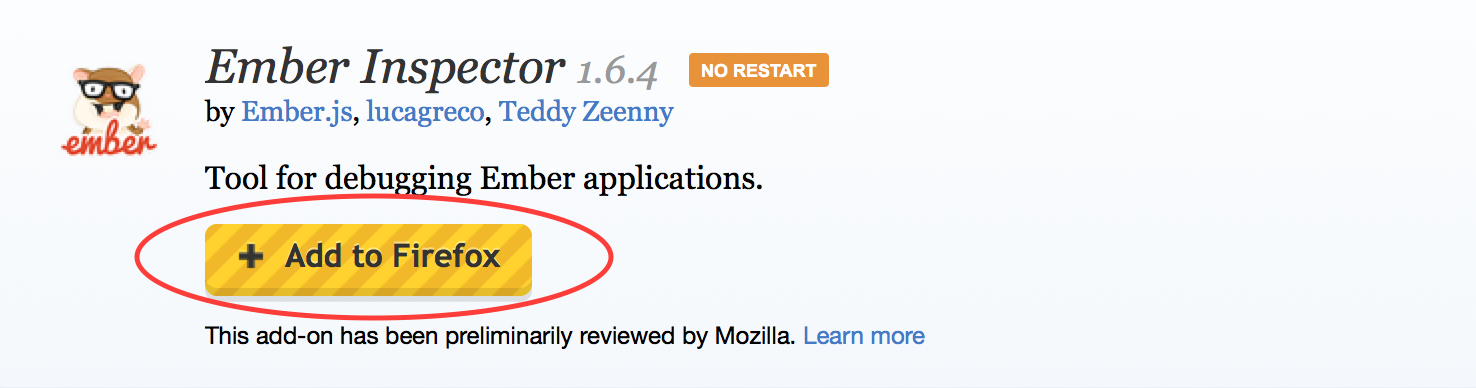 Ember Inspector 1.6.4 NO RESTART
by Ember.js, lucagreco, Teddy Zeenny
ember
Tool for debugging Ember applications.
+ Add to Firefox
This add-on has been preliminarily reviewed by Mozilla. Learn more